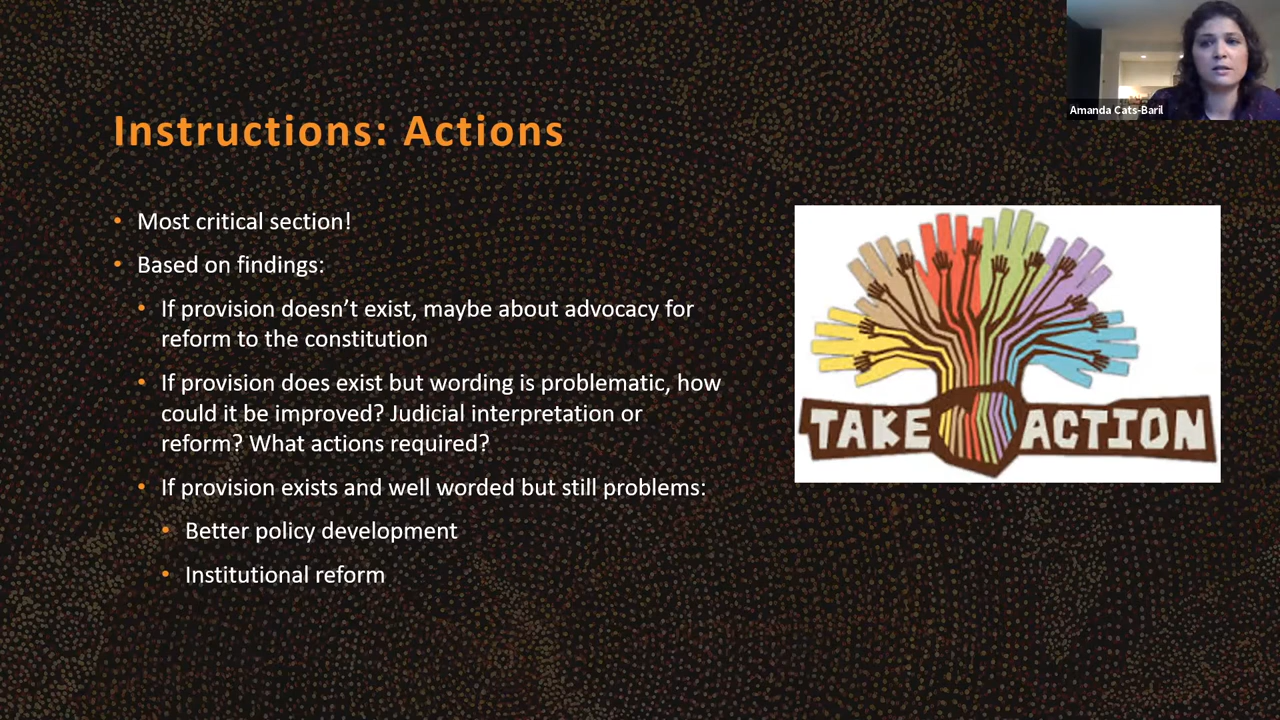 Amanda Cats-Baril
Instructions: Actions
• Most critical section!
• Based on findings:
• If provision doesn’t exist, maybe about advocacy for
reform to the constitution
• If provision does exist but wording is problematic, how
could it be improved? Judicial interpretation or
reform? What actions required?
• If provision exists and well worded but still problems:
• Better policy development
• Institutional reform
TAKE ACTION